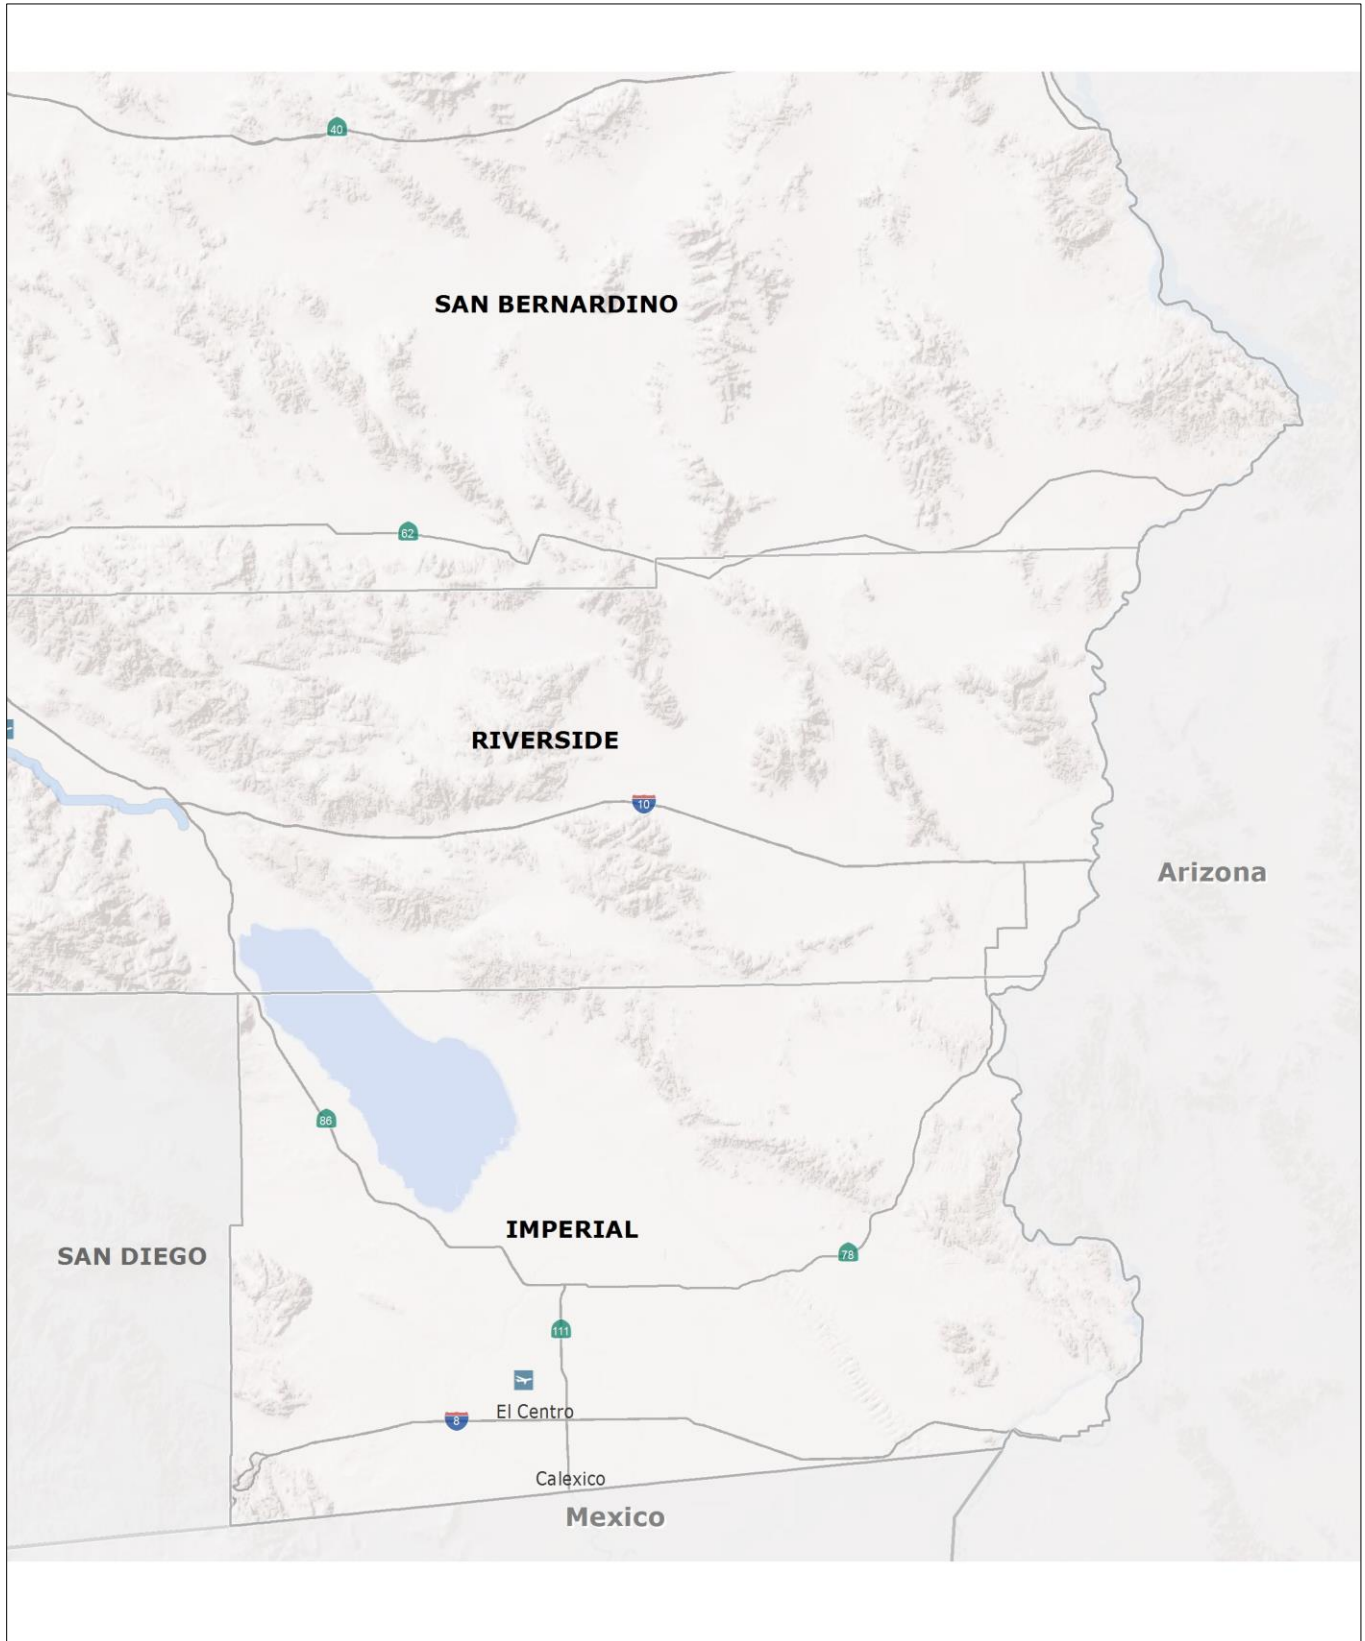 40
SAN BERNARDINO
62
RIVERSIDE
10
Arizona
86
IMPERIAL
SAN DIEGO
78
111
El Centro
8
Calexico
Mexico